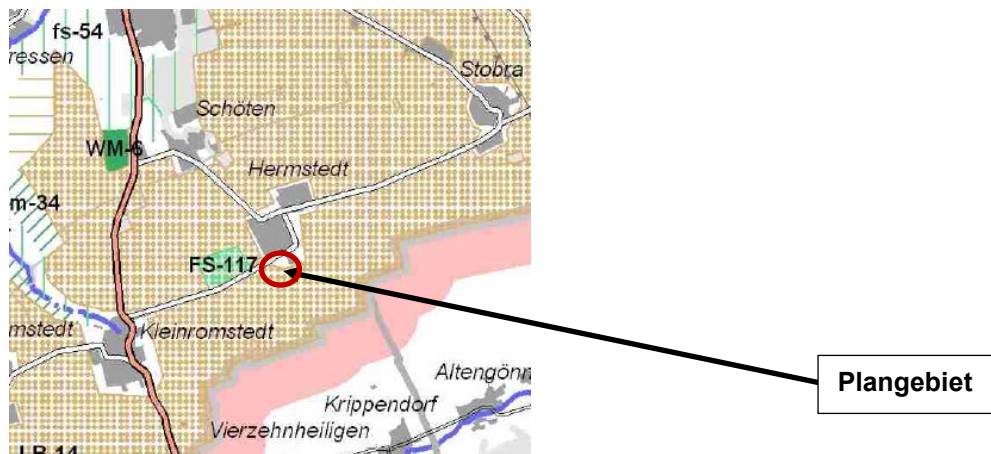 fs-54
ressen
Stobra
Schöten
WM-6
Hermstedt
m-34
FS-117
mstedt
Kleinromstedt
Plangebiet
Altengönn
Krippendorf
Vierzehnheiligen
LB-14